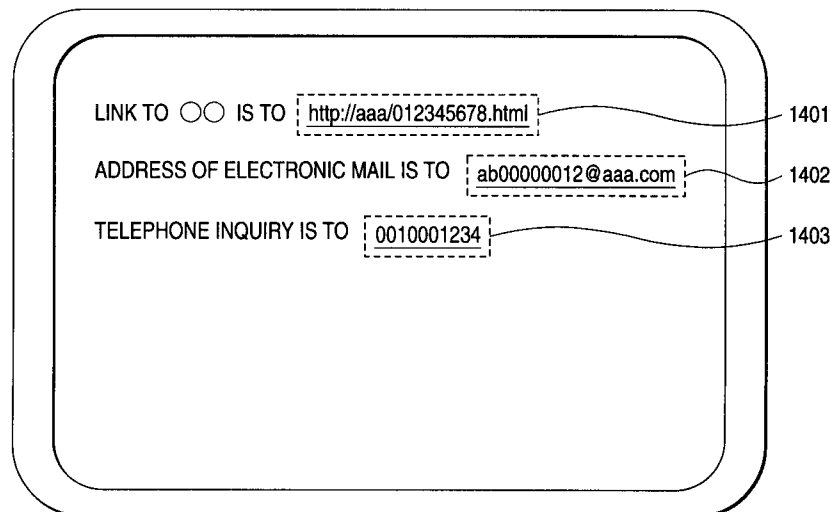 LINK TO ○○ IS TO http://aaa/012345678.html 1401
ADDRESS OF ELECTRONIC MAIL IS TO ab00000012@aaa.com 1402
TELEPHONE INQUIRY IS TO 0010001234 1403